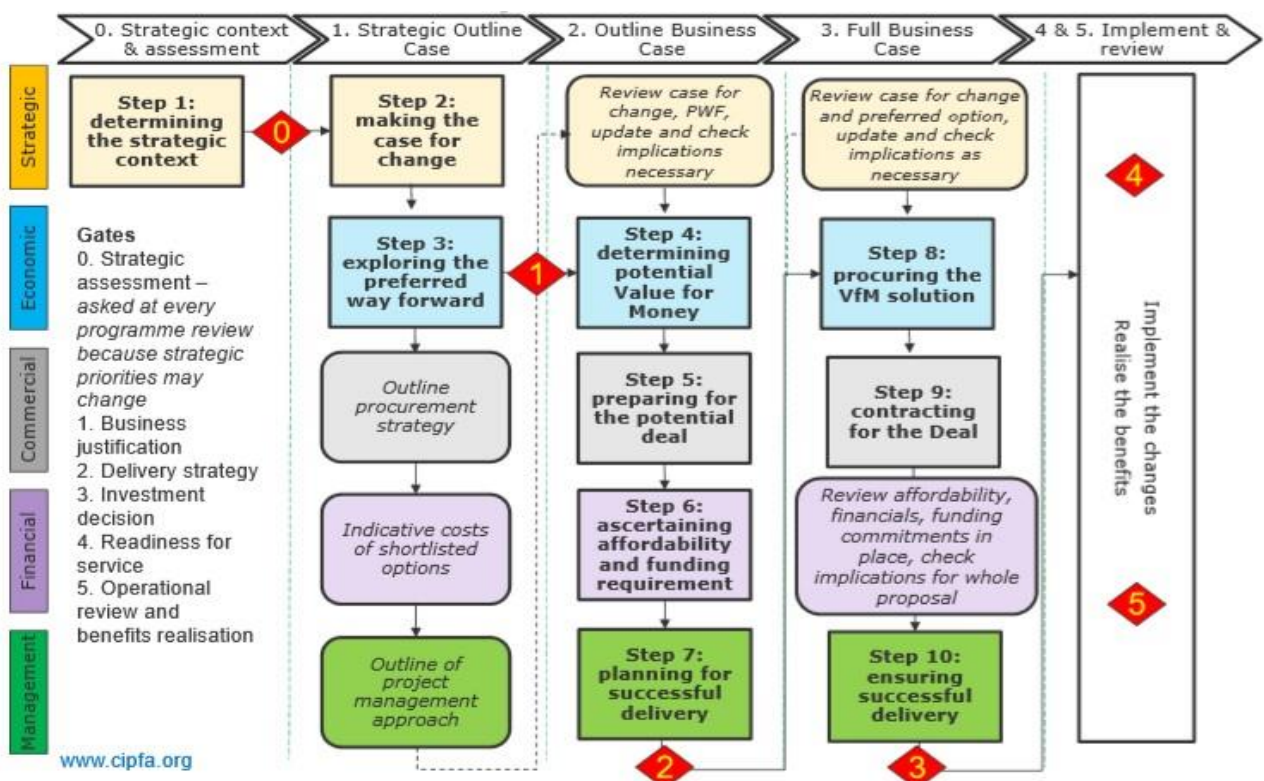 0. Strategic context
& assessment
1. Strategic Outline
Case
2. Outline Business
Case
3. Full Business
Case
4 & 5. Implement &
review
Strategic
Step 1:
determining
the strategic
context
0
Step 2:
making the
case for
change
Review case for
change, PWF,
update and check
implications
necessary
Review case for change
and preferred option,
update and check
implications as
necessary
4
Economic
Gates
0. Strategic
assessment –
asked at every
programme review
because strategic
priorities may
change
1. Business
justification
2. Delivery strategy
3. Investment
decision
4. Readiness for
service
5. Operational
review and
benefits realisation
Step 3:
exploring the
preferred
way forward
1
Step 4:
determining
potential
Value for
Money
Step 8:
procuring the
VfM solution
Implement the changes
Realise the benefits
Commercial
Outline
procurement
strategy
Step 5:
preparing for
the potential
deal
Step 9:
contracting
for the Deal
Financial
Indicative costs
of shortlisted
options
Step 6:
ascertaining
affordability
and funding
requirement
Review affordability,
financials, funding
commitments in
place, check
implications for whole
proposal
5
Management
Outline of
project
management
approach
Step 7:
planning for
successful
delivery
Step 10:
ensuring
successful
delivery
www.cipfa.org
2
3